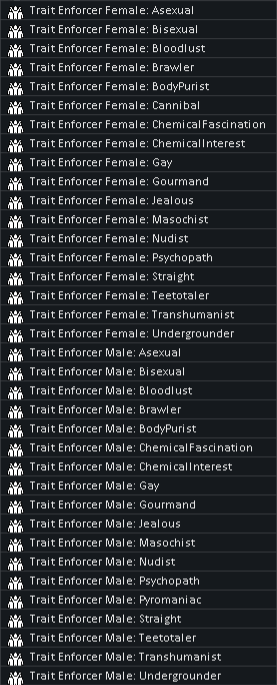 Trait Enforcer Female: Asexual
Trait Enforcer Female: Bisexual
Trait Enforcer Female: Bloodlust
Trait Enforcer Female: Brawler
Trait Enforcer Female: BodyPurist
Trait Enforcer Female: Cannibal
Trait Enforcer Female: ChemicalFascination
Trait Enforcer Female: ChemicalInterest
Trait Enforcer Female: Gay
Trait Enforcer Female: Gourmand
Trait Enforcer Female: Jealous
Trait Enforcer Female: Masochist
Trait Enforcer Female: Nudist
Trait Enforcer Female: Psychopath
Trait Enforcer Female: Straight
Trait Enforcer Female: Teetotaler
Trait Enforcer Female: Transhumanist
Trait Enforcer Female: Undergrounder
Trait Enforcer Male: Asexual
Trait Enforcer Male: Bisexual
Trait Enforcer Male: Bloodlust
Trait Enforcer Male: Brawler
Trait Enforcer Male: BodyPurist
Trait Enforcer Male: ChemicalFascination
Trait Enforcer Male: ChemicalInterest
Trait Enforcer Male: Gay
Trait Enforcer Male: Gourmand
Trait Enforcer Male: Jealous
Trait Enforcer Male: Masochist
Trait Enforcer Male: Nudist
Trait Enforcer Male: Psychopath
Trait Enforcer Male: Pyromaniac
Trait Enforcer Male: Straight
Trait Enforcer Male: Teetotaler
Trait Enforcer Male: Transhumanist
Trait Enforcer Male: Undergrounder